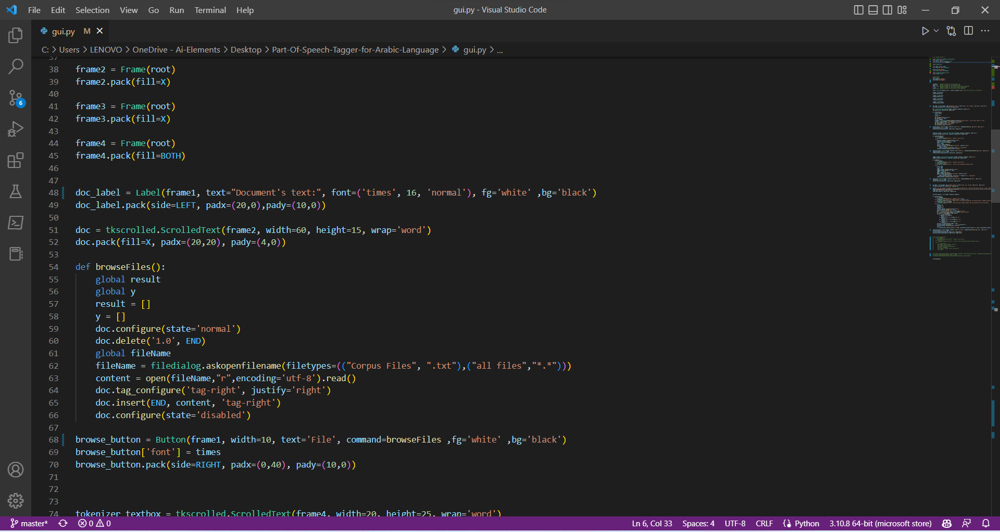 File Edit Selection View Go Run Terminal Help
gui.py - Visual Studio Code
gui.py M
C: > Users > LENOVO > OneDrive - Ai-Elements > Desktop > Part-Of-Speech-Tagger-for-Arabic-Language > gui.py > ...
37
38 frame2 = Frame(root)
39 frame2.pack(fill=X)
40
41 frame3 = Frame(root)
42 frame3.pack(fill=X)
43
44 frame4 = Frame(root)
45 frame4.pack(fill=BOTH)
46
47
48 doc_label = Label(frame1, text="Document's text:", font=('times', 16, 'normal'), fg='white' ,bg='black')
49 doc_label.pack(side=LEFT, padx=(20,0),pady=(10,0))
50
51 doc = tkscrolled.ScrolledText(frame2, width=60, height=15, wrap='word')
52 doc.pack(fill=X, padx=(20,20), pady=(4,0))
53
54 def browseFiles():
55     global result
56     global y
57     result = []
58     y = []
59     doc.configure(state='normal')
60     doc.delete('1.0', END)
61     global fileName
62     fileName = filedialog.askopenfilename(filetypes=(("Corpus Files", ".txt"),("all files","*.*")))
63     content = open(fileName,"r",encoding='utf-8').read()
64     doc.tag_configure('tag-right', justify='right')
65     doc.insert(END, content, 'tag-right')
66     doc.configure(state='disabled')
67
68 browse_button = Button(frame1, width=10, text='File', command=browseFiles ,fg='white' ,bg='black')
69 browse_button['font'] = times
70 browse_button.pack(side=RIGHT, padx=(0,40), pady=(10,0))
71
72
73
74 tokenizer_textbox = tkscrolled.ScrolledText(frame4, width=20, height=25, wrap='word')
6
master* 0 0 Ln 6, Col 33 Spaces: 4 UTF-8 CRLF Python 3.10.8 64-bit (microsoft store)